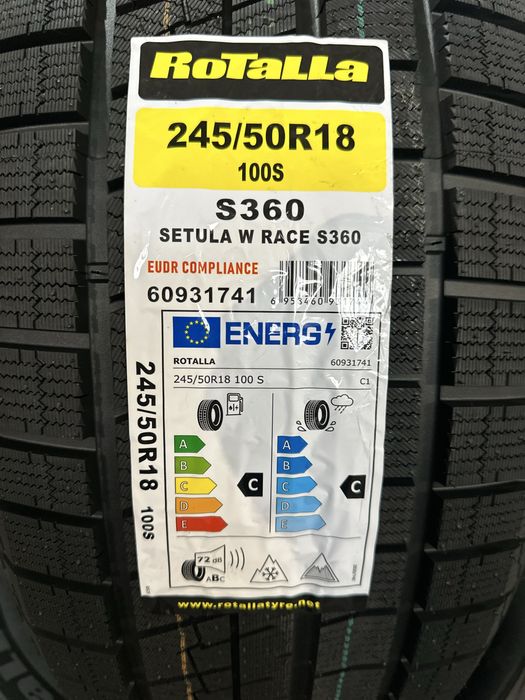 RoTaLLa
245/50R18
100S
S360
SETULA W RACE S360
EUDR COMPLIANCE
60931741
ENERG
ROTALLA
60931741
245/50R18 100 S
C1
A
B
C
D
E
C
A
B
C
D
E
C
72 dB
ABC
www.rotallatyre.net
245/50R18 100S